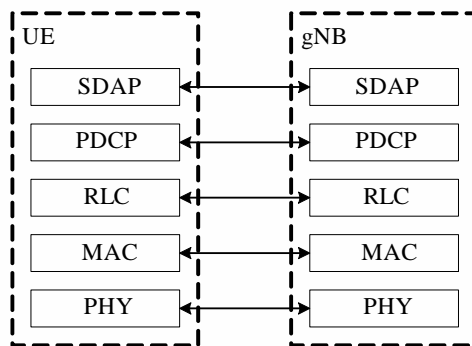 UE gNB
SDAP SDAP
PDCP PDCP
RLC RLC
MAC MAC
PHY PHY